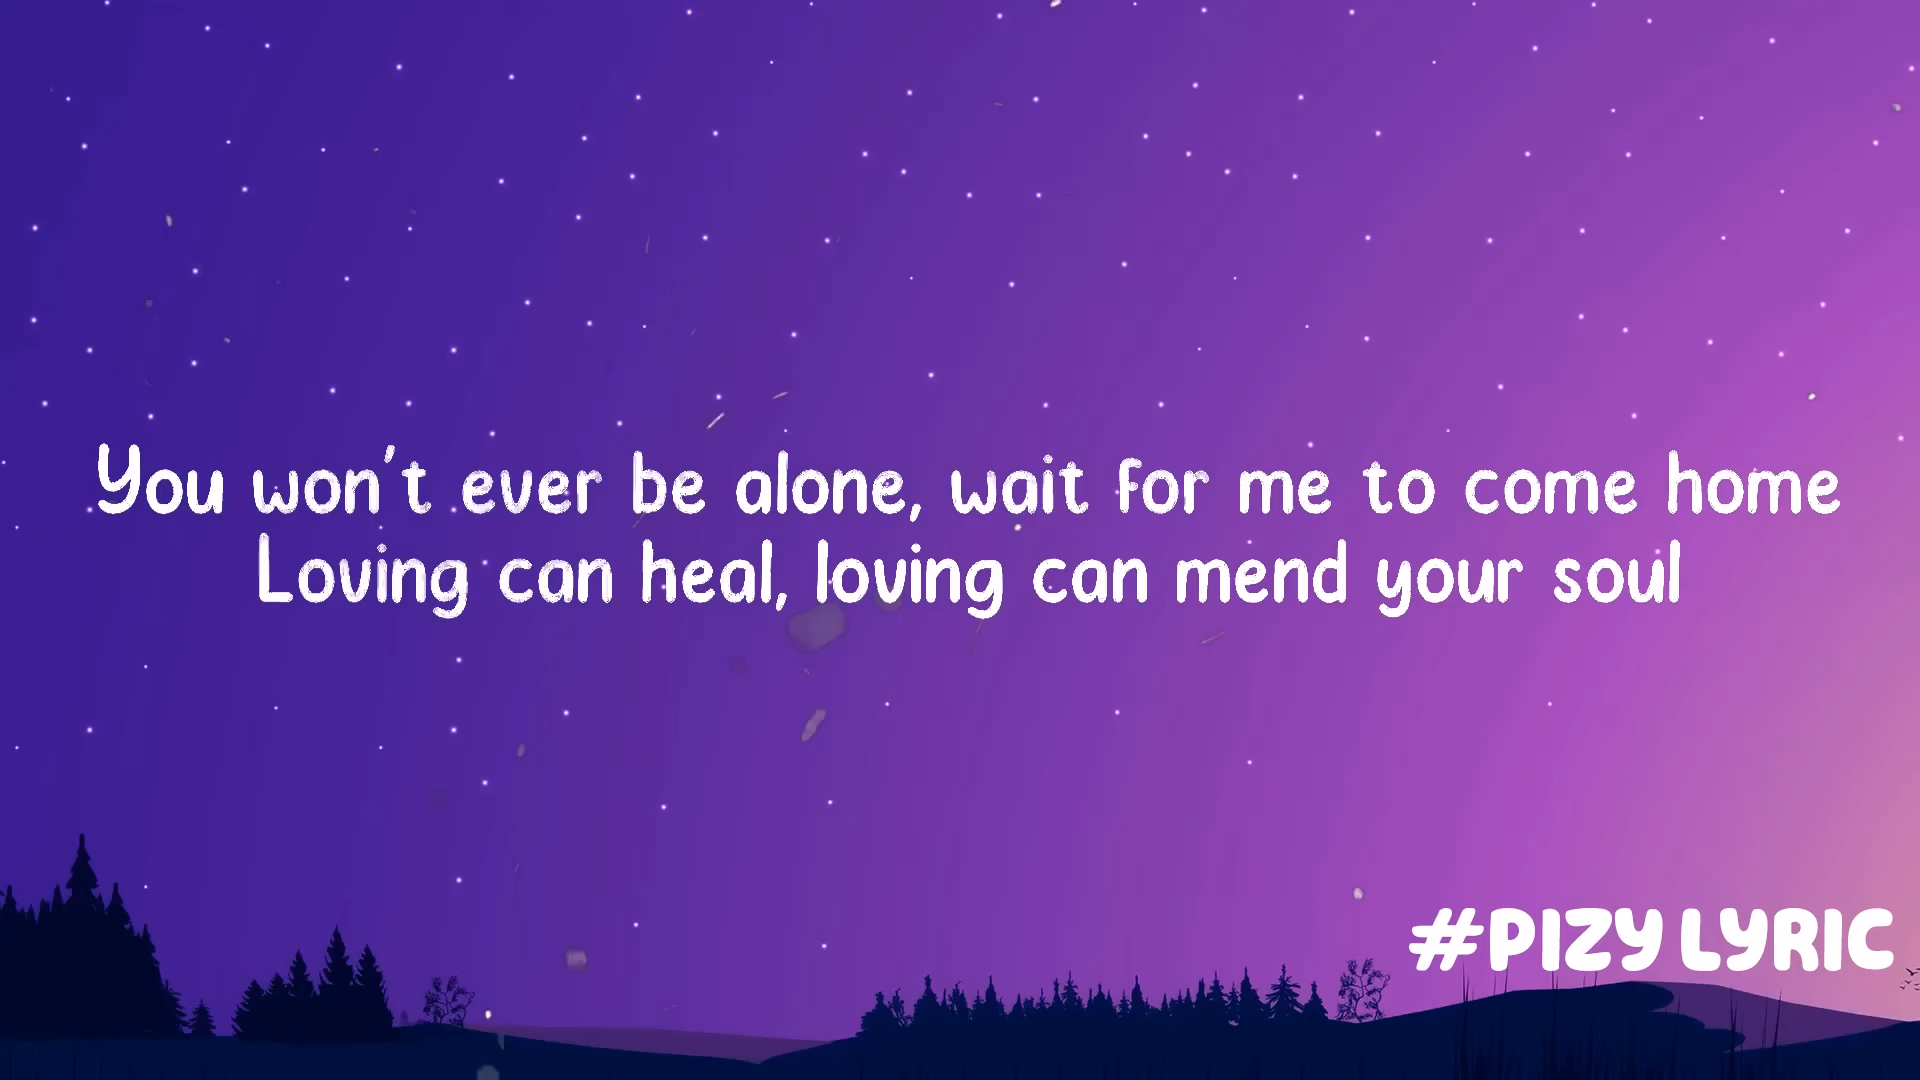 You won't ever be alone, wait for me to come home
Loving can heal, loving can mend your soul
#PIZY LYRIC